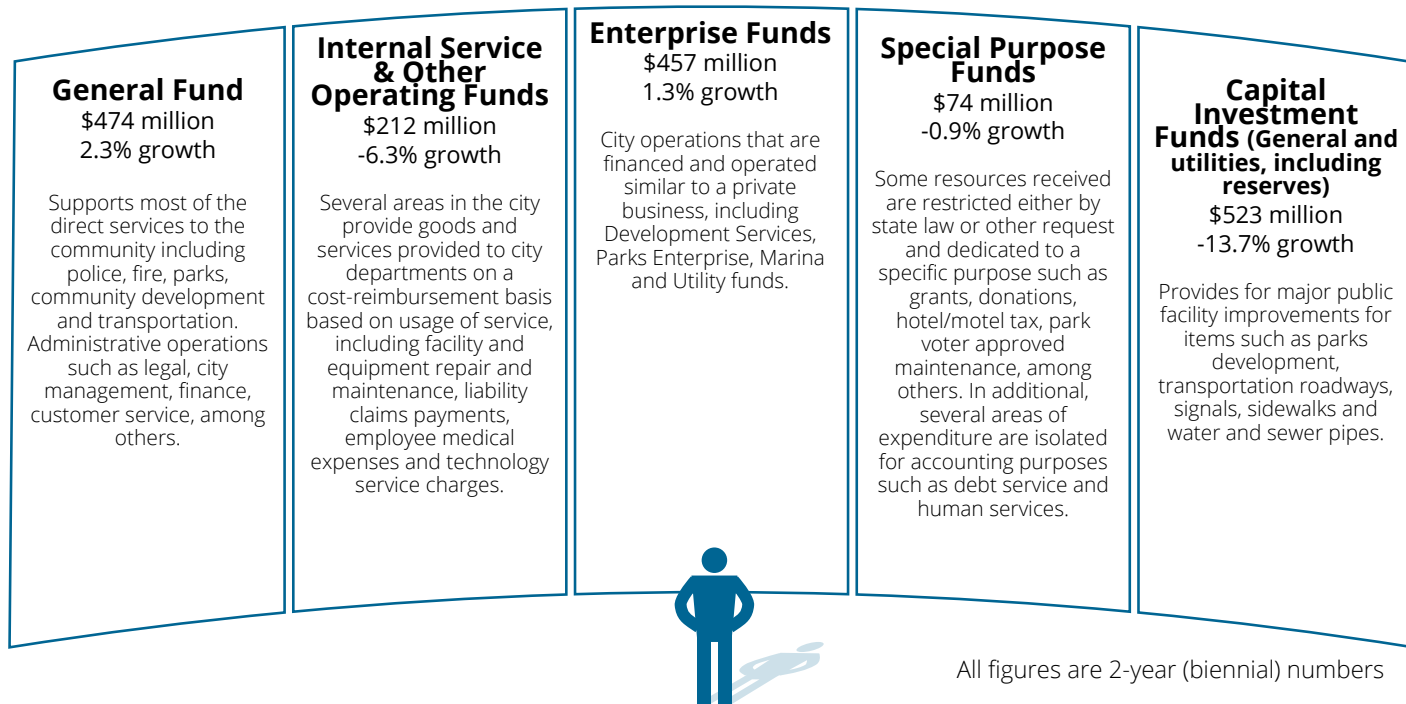 General Fund
$474 million
2.3% growth
Supports most of the
direct services to the
community including
police, fire, parks,
community development
and transportation.
Administrative operations
such as legal, city
management, finance,
customer service, among
others.
Internal Service
& Other
Operating Funds
$212 million
-6.3% growth
Several areas in the city
provide goods and
services provided to city
departments on a
cost-reimbursement basis
based on usage of service,
including facility and
equipment repair and
maintenance, liability
claims payments,
employee medical
expenses and technology
service charges.
Enterprise Funds
$457 million
1.3% growth
City operations that are
financed and operated
similar to a private
business, including
Development Services,
Parks Enterprise, Marina
and Utility funds.
Special Purpose
Funds
$74 million
-0.9% growth
Some resources received
are restricted either by
state law or other request
and dedicated to a
specific purpose such as
grants, donations,
hotel/motel tax, park
voter approved
maintenance, among
others. In additional,
several areas of
expenditure are isolated
for accounting purposes
such as debt service and
human services.
Capital
Investment
Funds (General and
utilities, including
reserves)
$523 million
-13.7% growth
Provides for major public
facility improvements for
items such as parks
development,
transportation roadways,
signals, sidewalks and
water and sewer pipes.
All figures are 2-year (biennial) numbers